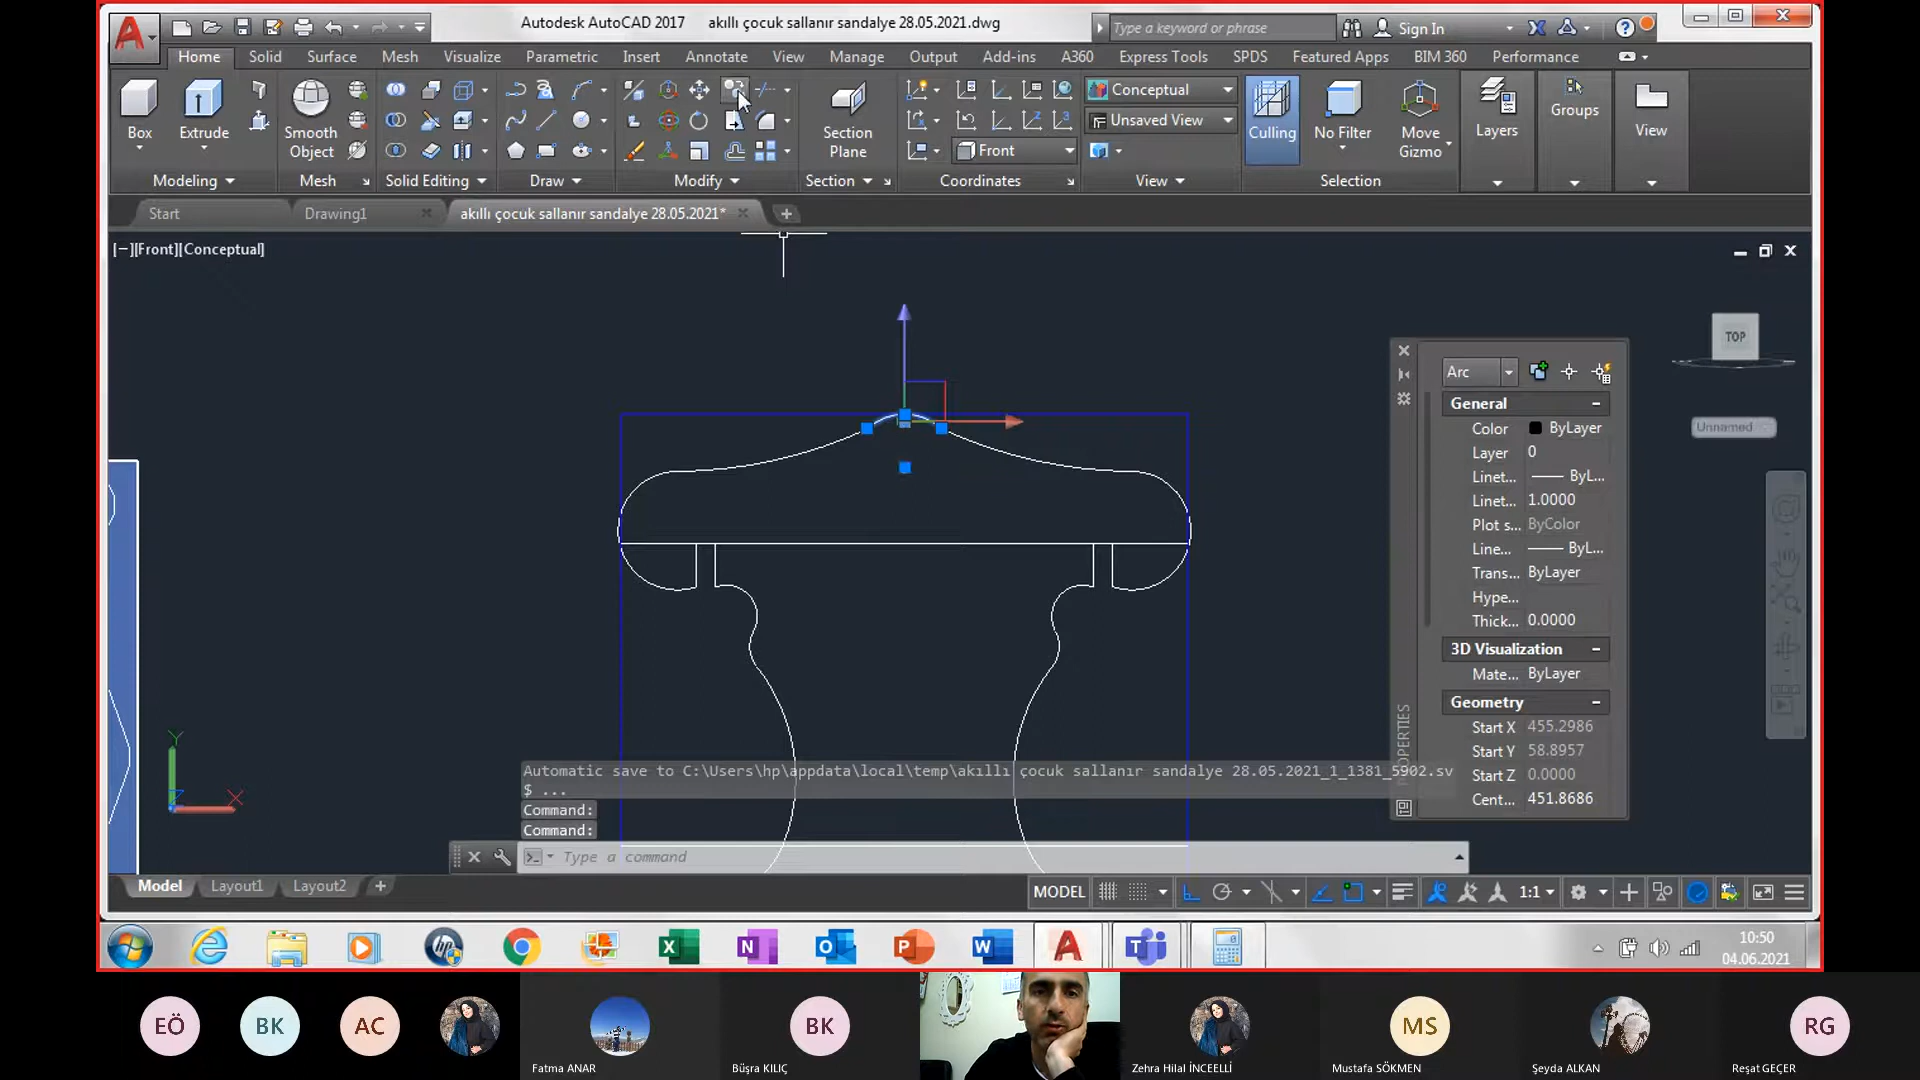 Autodesk AutoCAD 2017 akıllı çocuk sallanır sandalye 28.05.2021.dwg
Type a keyword or phrase
Sign In
Home Solid Surface Mesh Visualize Parametric Insert Annotate View Manage Output Add-ins A360 Express Tools SPDS Featured Apps BIM 360 Performance
Box
Extrude
Smooth Object
Section Plane
Front
Conceptual
Unsaved View
Culling
No Filter
Move Gizmo
Layers
Groups
View
Modeling Mesh Solid Editing Draw Modify Section Coordinates View Selection
Start Drawing1 akıllı çocuk sallanır sandalye 28.05.2021*
[−][Front][Conceptual]
TOP
Unnamed
Arc
General
Color ByLayer
Layer 0
Linet... ByL...
Linet... 1.0000
Plot s... ByColor
Line... ByL...
Trans... ByLayer
Hype...
Thick... 0.0000
3D Visualization
Mate... ByLayer
Geometry
Start X 455.2986
Start Y 58.8957
Start Z 0.0000
Cent... 451.8686
PROPERTIES
Y
X
Z
Automatic save to C:\Users\hp\appdata\local\temp\akıllı çocuk sallanır sandalye 28.05.2021_1_1381_5902.sv
$ ...
Command:
Command:
Type a command
Model Layout1 Layout2
MODEL
1:1
10:50
04.06.2021
EÖ
BK
AC
BK
MS
RG
Fatma ANAR
Büşra KILIÇ
Zehra Hilal İNCEELLİ
Mustafa SÖKMEN
Şeyda ALKAN
Reşat GEÇER